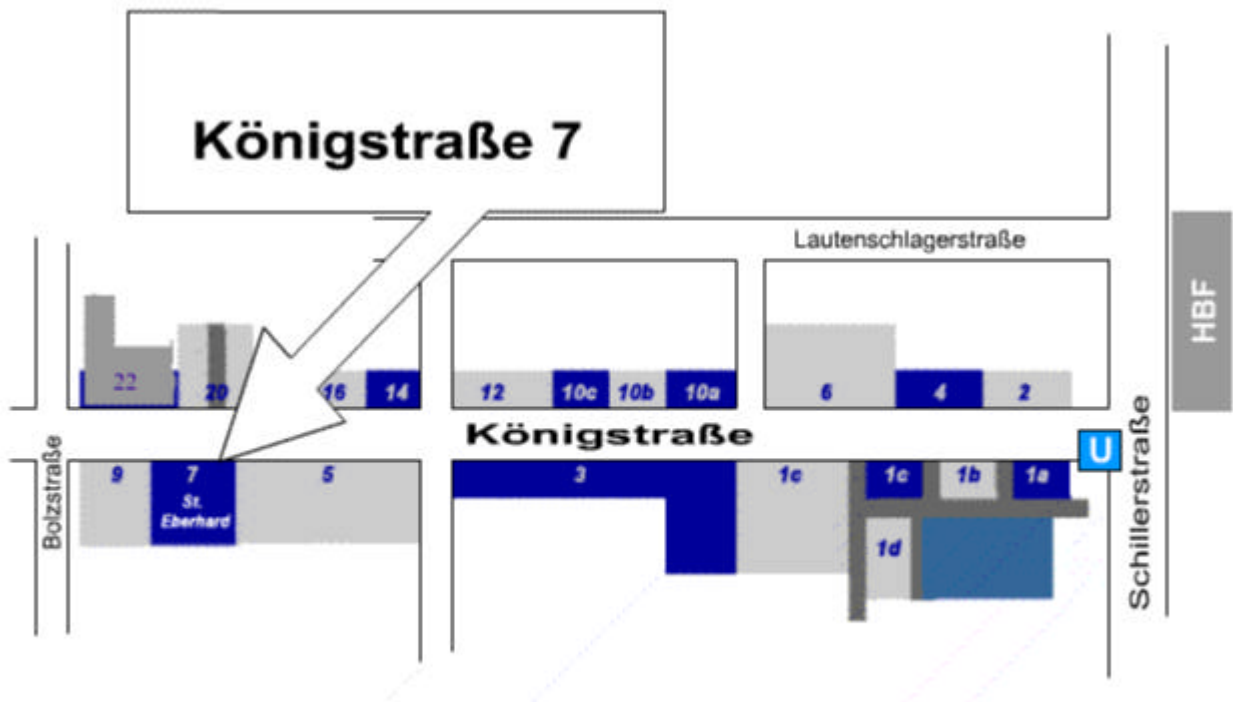 Königstraße 7
Lautenschlagerstraße
HBF
22
20
16
14
12
10c
10b
10a
6
4
2
Königstraße
U
Bolzstraße
9
7
St.
Eberhard
5
3
1c
1c
1b
1a
1d
Schillerstraße